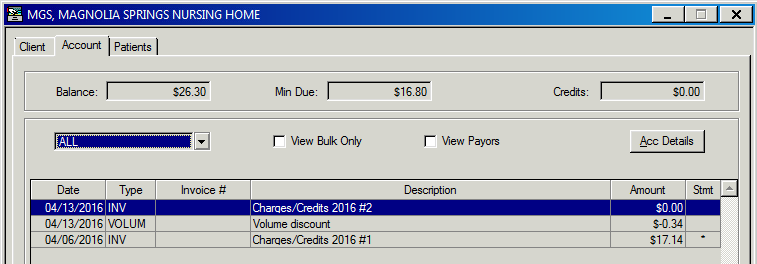 MGS, MAGNOLIA SPRINGS NURSING HOME
Client Account Patients
Balance: $26.30 Min Due: $16.80 Credits: $0.00
ALL View Bulk Only View Payors Acc Details
Date Type Invoice # Description Amount Stmt
04/13/2016 INV Charges/Credits 2016 #2 $0.00
04/13/2016 VOLUM Volume discount $-0.34
04/06/2016 INV Charges/Credits 2016 #1 $17.14 *